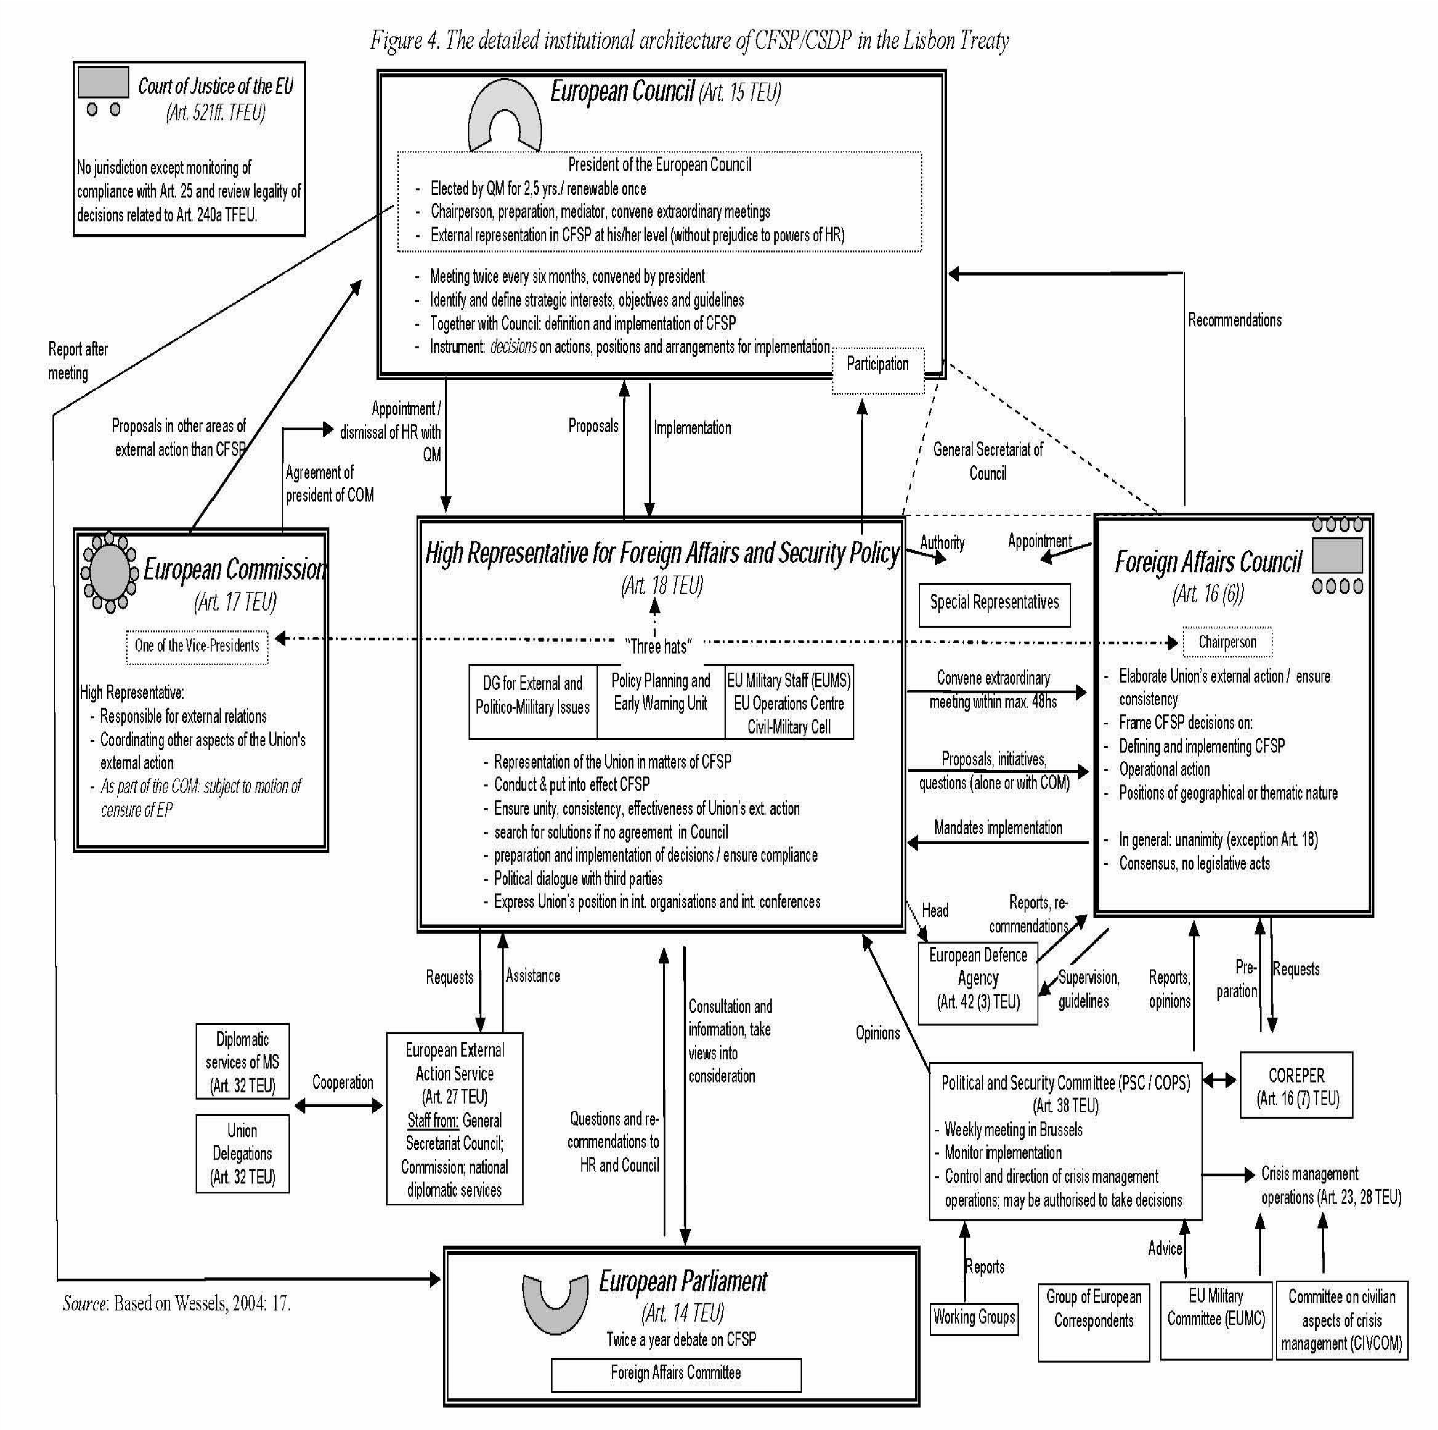 Figure 4. The detailed institutional architecture of CFSP/CSDP in the Lisbon Treaty
Court of Justice of the EU
(Art. 521ff. TFEU)
No jurisdiction except monitoring of
compliance with Art. 25 and review legality of
decisions related to Art. 240a TFEU.
European Council (Art. 15 TEU)
President of the European Council
- Elected by QM for 2,5 yrs./ renewable once
- Chairperson, preparation, mediator, convene extraordinary meetings
- External representation in CFSP at his/her level (without prejudice to powers of HR)
- Meeting twice every six months, convened by president
- Identify and define strategic interests, objectives and guidelines
- Together with Council: definition and implementation of CFSP
- Instrument: decisions on actions, positions and arrangements for implementation
Participation
Recommendations
Report after
meeting
Proposals in other areas of
external action than CFSP
Agreement of
president of COM
Appointment /
dismissal of HR with
QM
Proposals
Implementation
General Secretariat of
Council
European Commission
(Art. 17 TEU)
One of the Vice-Presidents
High Representative:
- Responsible for external relations
- Coordinating other aspects of the Union's
external action
- As part of the COM: subject to motion of
censure of EP
High Representative for Foreign Affairs and Security Policy
(Art. 18 TEU)
"Three hats"
DG for External and
Politico-Military Issues
Policy Planning and
Early Warning Unit
EU Military Staff (EUMS)
EU Operations Centre
Civil-Military Cell
- Representation of the Union in matters of CFSP
- Conduct & put into effect CFSP
- Ensure unity, consistency, effectiveness of Union's ext. action
- search for solutions if no agreement in Council
- preparation and implementation of decisions / ensure compliance
- Political dialogue with third parties
- Express Union's position in int. organisations and int. conferences
Authority
Appointment
Special Representatives
Convene extraordinary
meeting within max. 48hs
Proposals, initiatives,
questions (alone or with COM)
Mandates implementation
Foreign Affairs Council
(Art. 16 (6))
Chairperson
- Elaborate Union's external action / ensure
consistency
- Frame CFSP decisions on:
- Defining and implementing CFSP
- Operational action
- Positions of geographical or thematic nature
- In general: unanimity (exception Art. 18)
- Consensus, no legislative acts
Head
Reports, re-
commendations
European Defence
Agency
(Art. 42 (3) TEU)
Supervision,
guidelines
Reports,
opinions
Pre-
paration
Requests
Requests
Assistance
Consultation and
information, take
views into
consideration
Opinions
Diplomatic
services of MS
(Art. 32 TEU)
Union
Delegations
(Art. 32 TEU)
Cooperation
European External
Action Service
(Art. 27 TEU)
Staff from: General
Secretariat Council;
Commission; national
diplomatic services
Questions and re-
commendations to
HR and Council
Political and Security Committee (PSC / COPS)
(Art. 38 TEU)
- Weekly meeting in Brussels
- Monitor implementation
- Control and direction of crisis management
operations; may be authorised to take decisions
COREPER
(Art. 16 (7) TEU)
Crisis management
operations (Art. 23, 28 TEU)
Reports
Advice
Working Groups
Group of European
Correspondents
EU Military
Committee (EUMC)
Committee on civilian
aspects of crisis
management (CIVCOM)
European Parliament
(Art. 14 TEU)
Twice a year debate on CFSP
Foreign Affairs Committee
Source: Based on Wessels, 2004: 17.